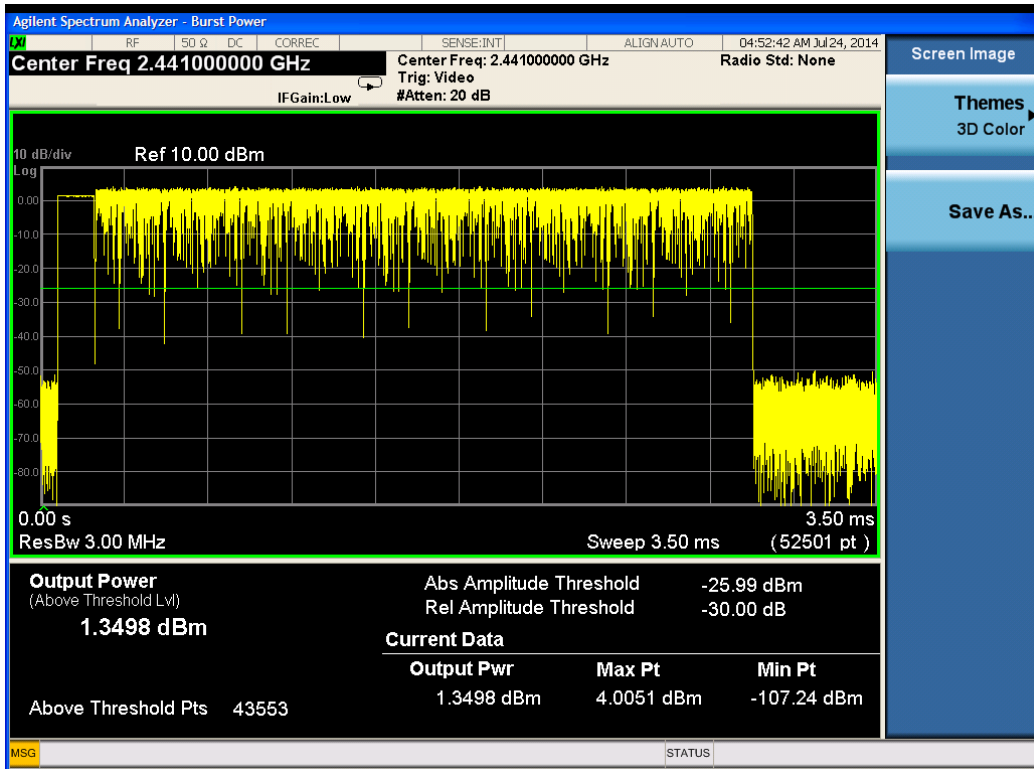 Agilent Spectrum Analyzer - Burst Power
LXI RF 50 Ω DC CORREC SENSE:INT ALIGN AUTO 04:52:42 AM Jul 24, 2014
Center Freq 2.441000000 GHz
Center Freq: 2.441000000 GHz
Radio Std: None
Trig: Video
IFGain:Low
#Atten: 20 dB
Screen Image
Themes
3D Color
Save As..
10 dB/div
Ref 10.00 dBm
Log
0.00
-10.0
-20.0
-30.0
-40.0
-50.0
-60.0
-70.0
-80.0
0.00 s
3.50 ms
ResBw 3.00 MHz
Sweep 3.50 ms
(52501 pt )
Output Power
(Above Threshold Lvl)
1.3498 dBm
Above Threshold Pts 43553
Abs Amplitude Threshold -25.99 dBm
Rel Amplitude Threshold -30.00 dB
Current Data
Output Pwr Max Pt Min Pt
1.3498 dBm 4.0051 dBm -107.24 dBm
MSG
STATUS